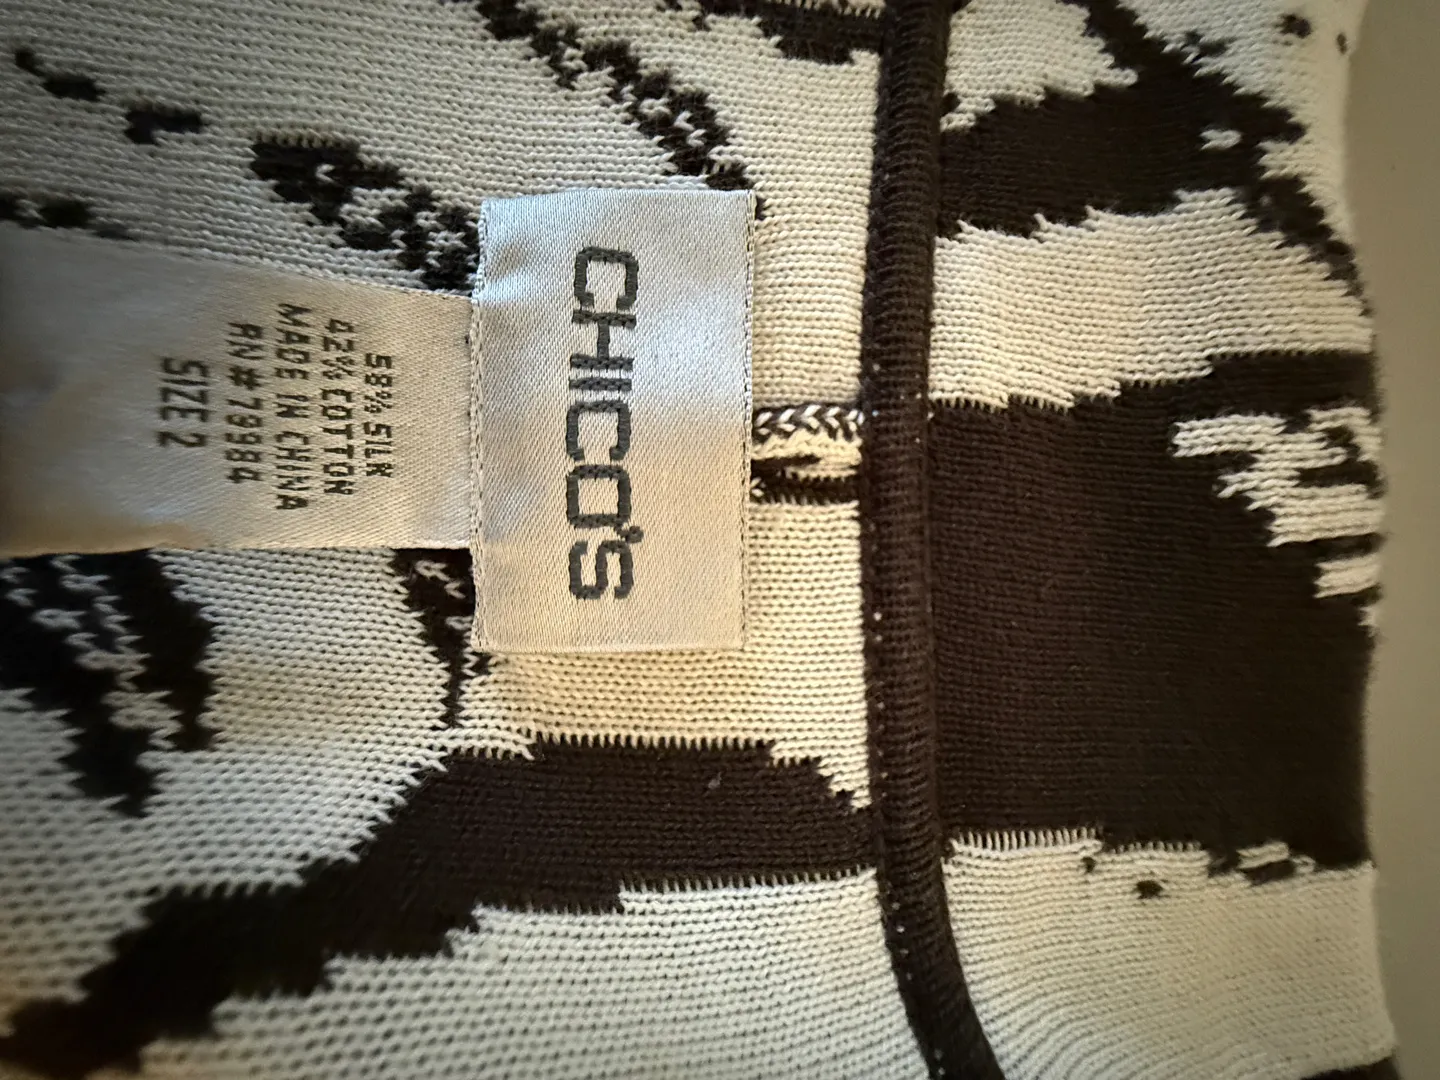 CHICO'S
58% SILK
42% COTTON
MADE IN CHINA
RN# 79984
SIZE 2